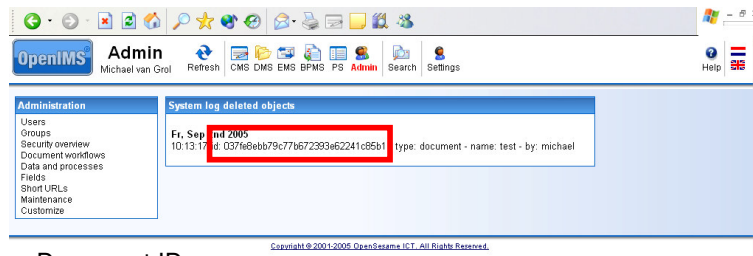 OpenIMS
Admin
Michael van Grol
Refresh CMS DMS EMS BPMS PS Admin Search Settings Help
Administration
Users
Groups
Security overview
Document workflows
Data and processes
Fields
Short URLs
Maintenance
Customize
System log deleted objects
Fr, Sep nd 2005
10:13:17 id: 037fe8ebb79c77b672393e62241c85b1 type: document - name: test - by: michael
Copyright © 2001-2005 OpenSesame ICT. All Rights Reserved.